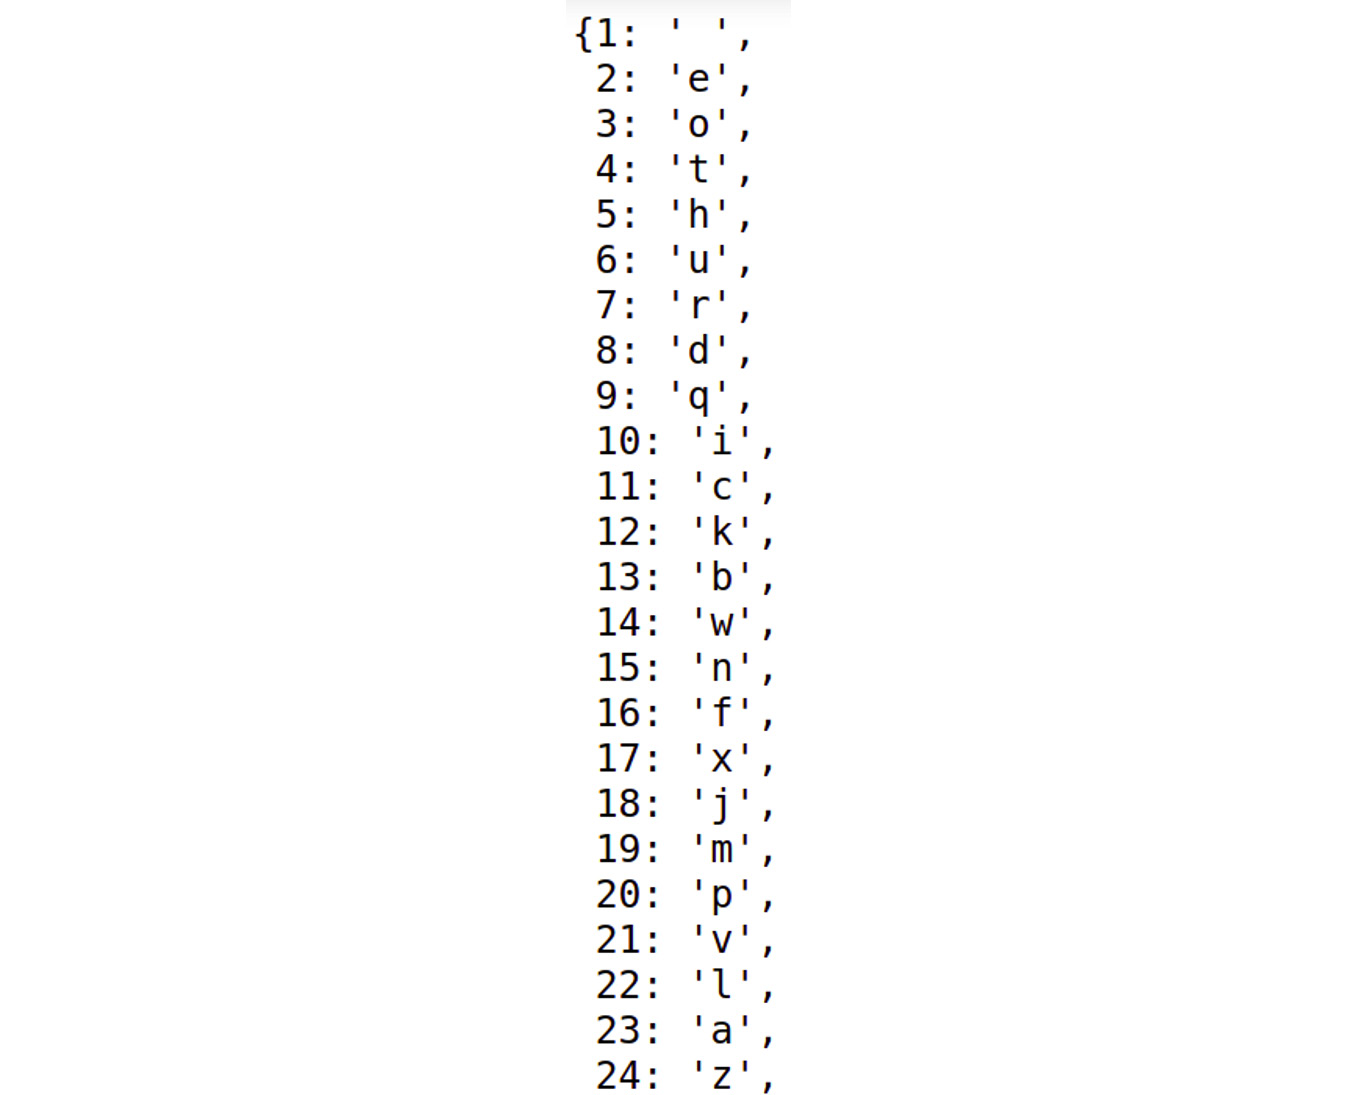 {1: ' ',
2: 'e',
3: 'o',
4: 't',
5: 'h',
6: 'u',
7: 'r',
8: 'd',
9: 'q',
10: 'i',
11: 'c',
12: 'k',
13: 'b',
14: 'w',
15: 'n',
16: 'f',
17: 'x',
18: 'j',
19: 'm',
20: 'p',
21: 'v',
22: 'l',
23: 'a',
24: 'z',